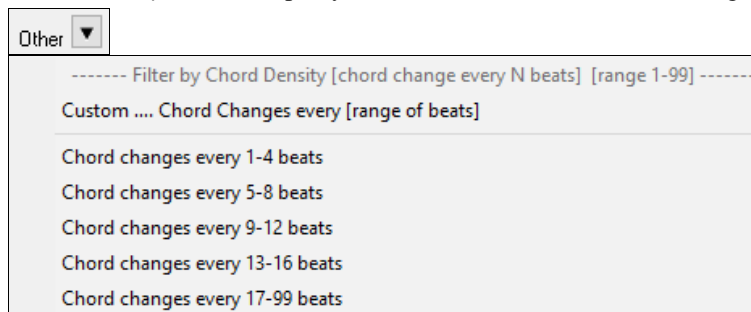 Other
------- Filter by Chord Density [chord change every N beats]  [range 1-99] -------
Custom .... Chord Changes every [range of beats]
Chord changes every 1-4 beats
Chord changes every 5-8 beats
Chord changes every 9-12 beats
Chord changes every 13-16 beats
Chord changes every 17-99 beats